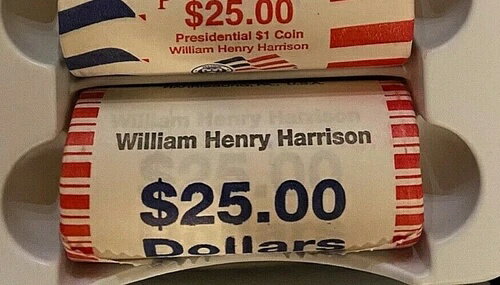 $25.00
Presidential $1 Coin
William Henry Harrison
William Henry Harrison
$25.00
Dollars